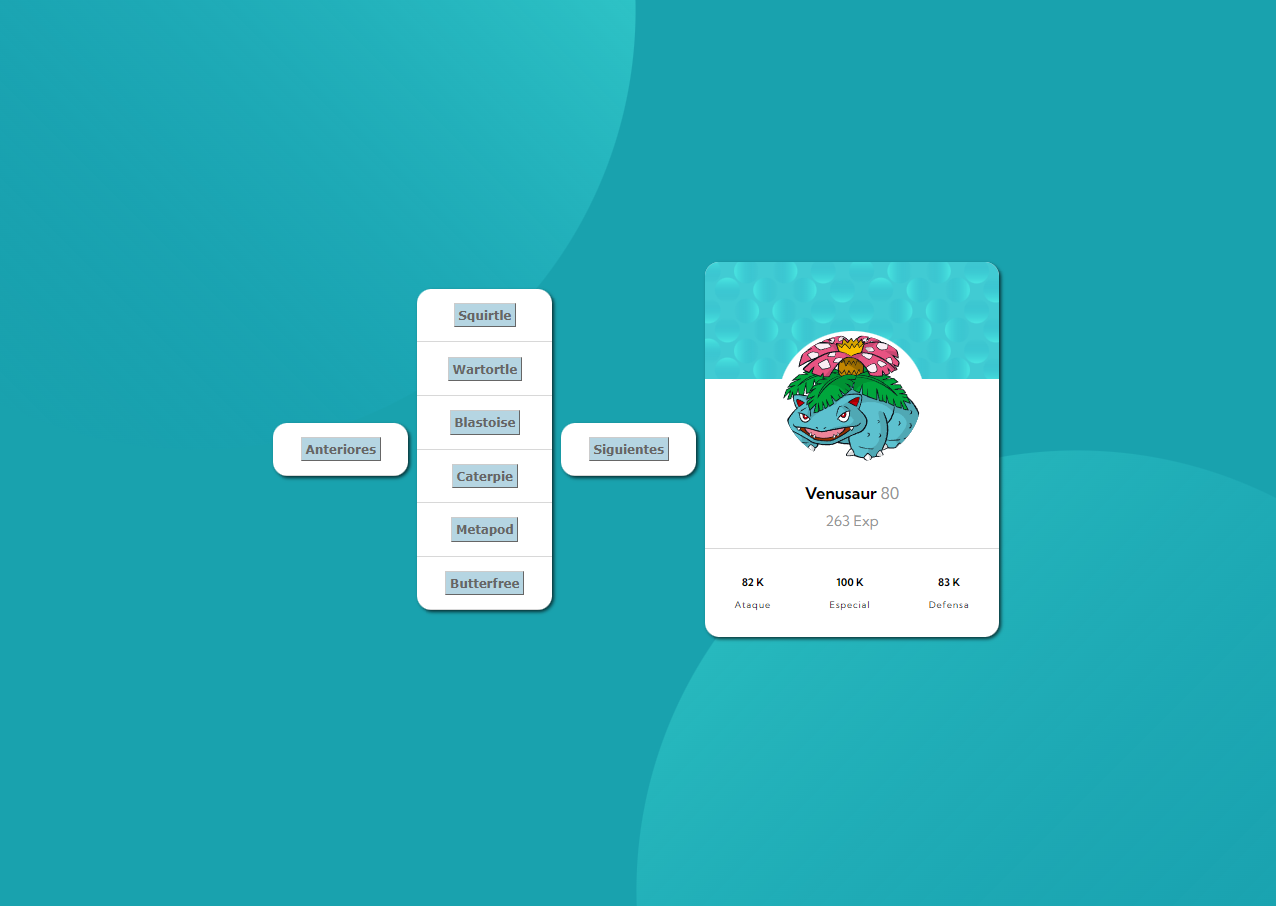 Anteriores
Squirtle
Wartortle
Blastoise
Caterpie
Metapod
Butterfree
Siguientes
Venusaur 80
263 Exp
82 K
Ataque
100 K
Especial
83 K
Defensa